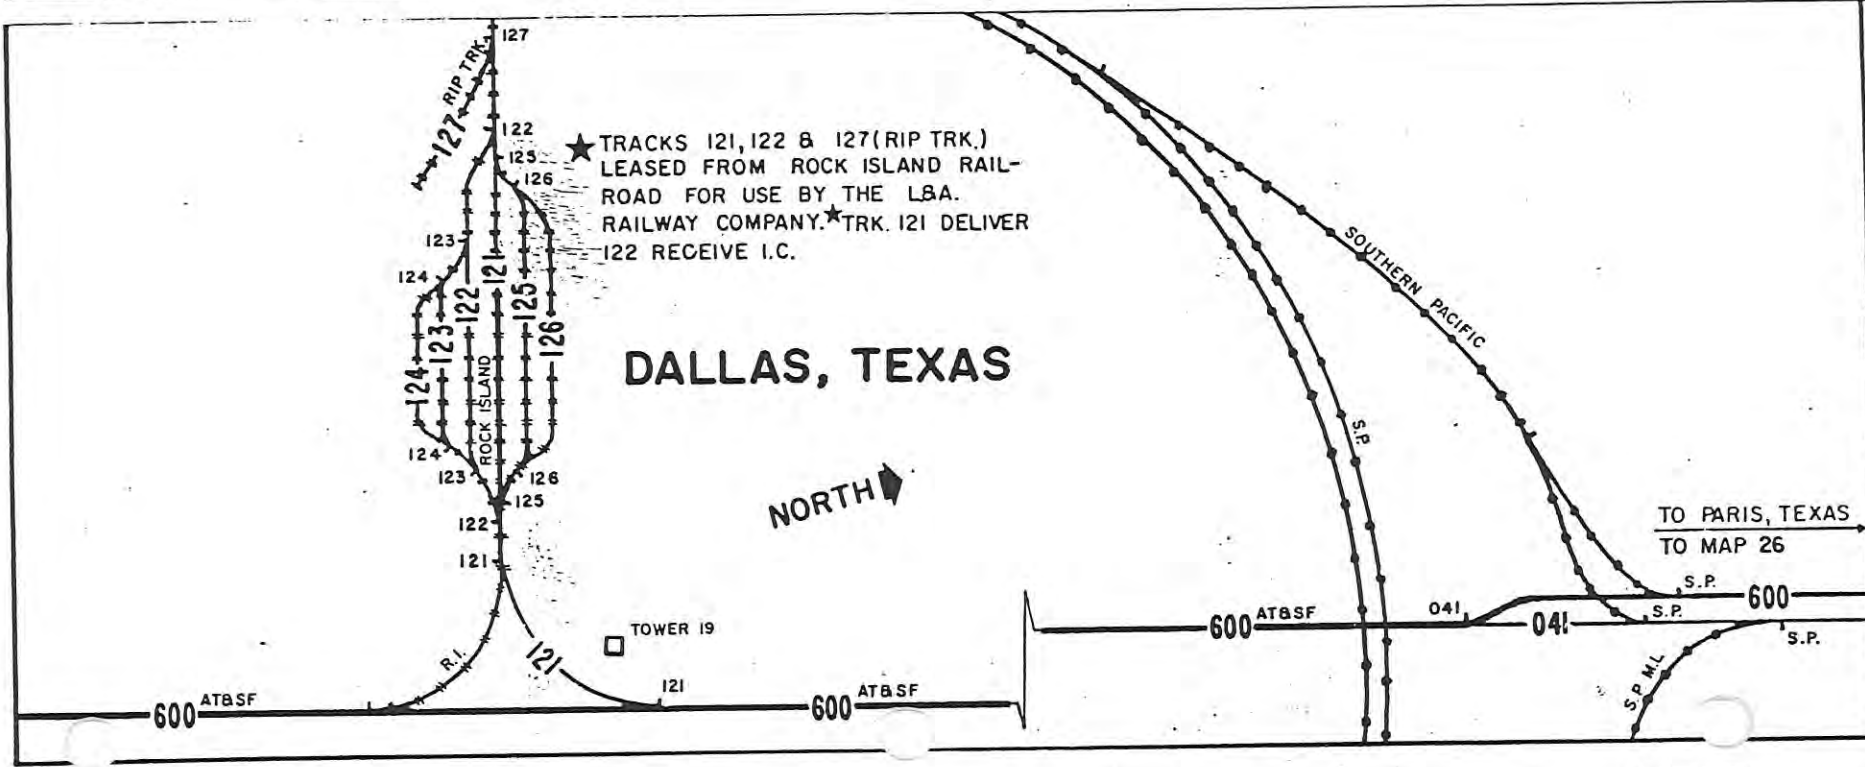 127
RIP TRK.
127
122
125
126
★ TRACKS 121, 122 & 127 (RIP TRK.)
LEASED FROM ROCK ISLAND RAIL-
ROAD FOR USE BY THE L&A.
RAILWAY COMPANY. ★ TRK. 121 DELIVER
122 RECEIVE I.C.
123
124
121
122
125
123
126
124
ROCK ISLAND
DALLAS, TEXAS
SOUTHERN PACIFIC
S.P.
124
123
126
125
122
121
NORTH
TO PARIS, TEXAS
TO MAP 26
TOWER 19
R.I.
121
121
600 AT&SF
600 AT&SF
600 AT&SF
041
041
S.P.
600
S.P.
S.P.
S.P. M.L.